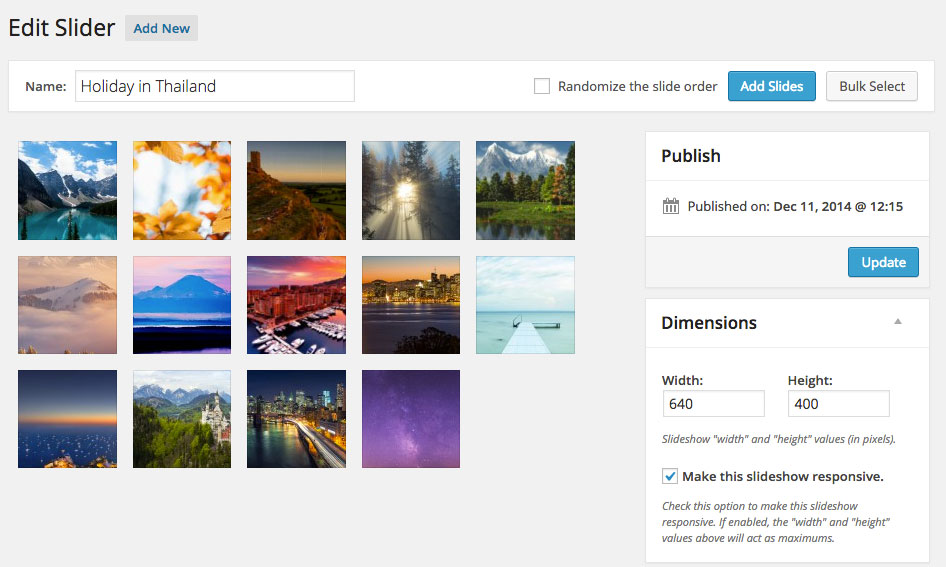 Edit Slider Add New
Name: Holiday in Thailand Randomize the slide order Add Slides Bulk Select
Publish
Published on: Dec 11, 2014 @ 12:15
Update
Dimensions
Width: Height:
640 400
Slideshow "width" and "height" values (in pixels).
Make this slideshow responsive.
Check this option to make this slideshow
responsive. If enabled, the "width" and "height"
values above will act as maximums.